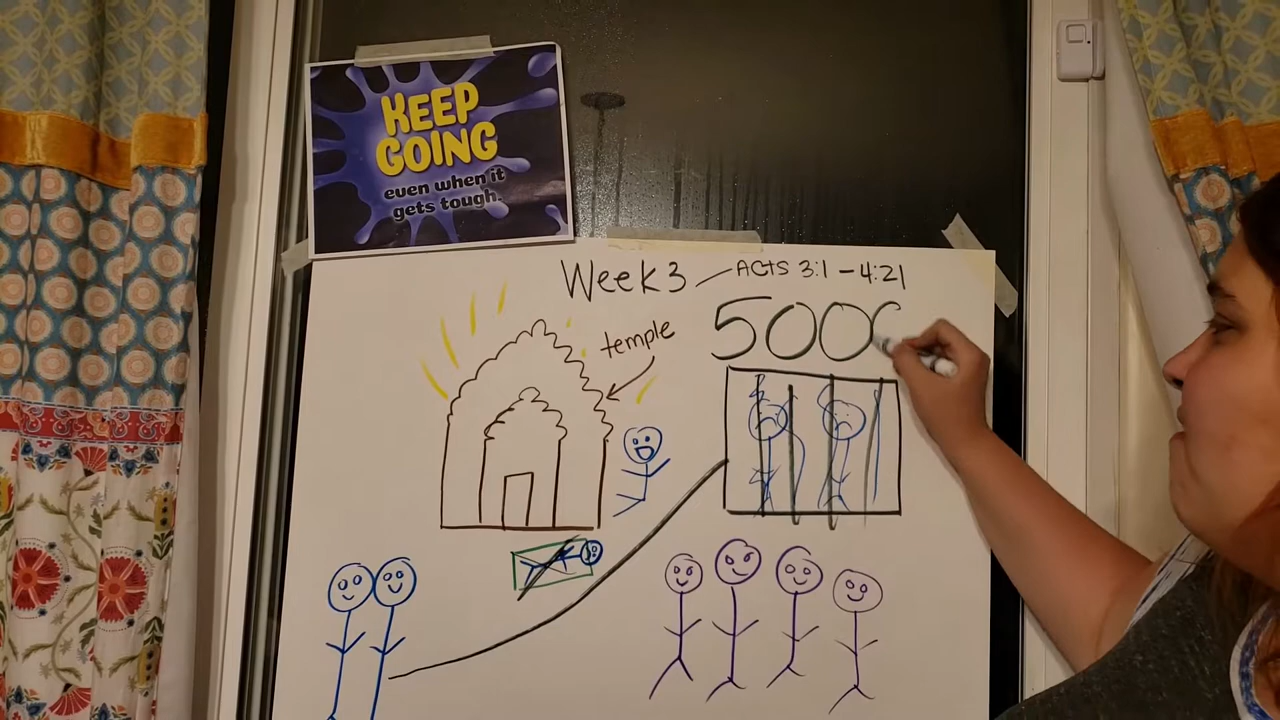 KEEP
GOING
even when it
gets tough.
Week 3 — ACTS 3:1 – 4:21
temple
5000